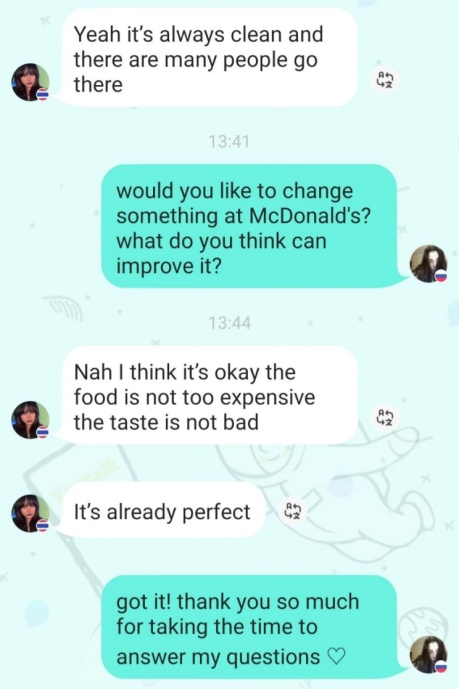 Yeah it’s always clean and
there are many people go
there
13:41
would you like to change
something at McDonald's?
what do you think can
improve it?
13:44
Nah I think it’s okay the
food is not too expensive
the taste is not bad
It’s already perfect
got it! thank you so much
for taking the time to
answer my questions ♡